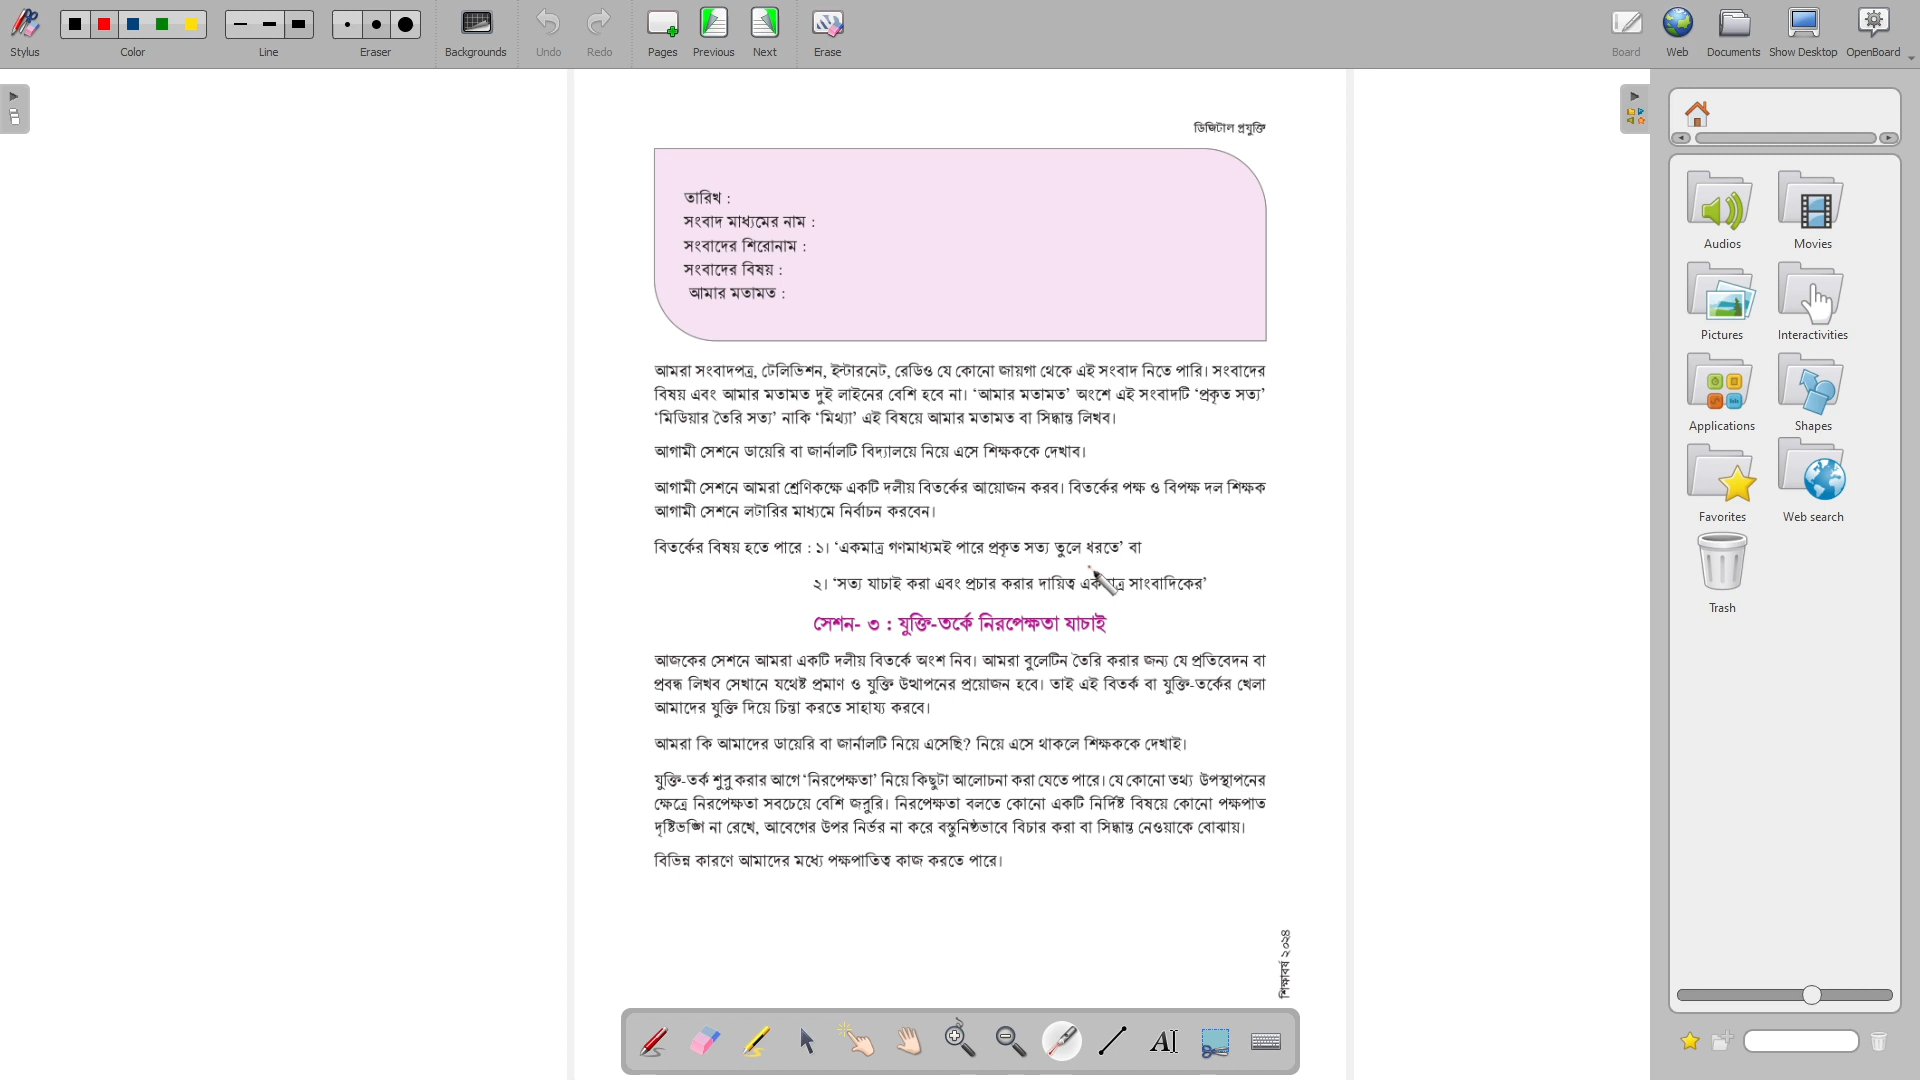 Stylus
Color
Line
Eraser
Backgrounds
Undo
Redo
Pages
Previous
Next
Erase
Board
Web
Documents
Show Desktop
OpenBoard
ডিজিটাল প্রযুক্তি
তারিখ :
সংবাদ মাধ্যমের নাম :
সংবাদের শিরোনাম :
সংবাদের বিষয় :
আমার মতামত :
আমরা সংবাদপত্র, টেলিভিশন, ইন্টারনেট, রেডিও যে কোনো জায়গা থেকে এই সংবাদ নিতে পারি। সংবাদের
বিষয় এবং আমার মতামত দুই লাইনের বেশি হবে না। ‘আমার মতামত’ অংশে এই সংবাদটি ‘প্রকৃত সত্য’
‘মিডিয়ার তৈরি সত্য’ নাকি ‘মিথ্যা’ এই বিষয়ে আমার মতামত বা সিদ্ধান্ত লিখব।
আগামী সেশনে ডায়েরি বা জার্নালটি বিদ্যালয়ে নিয়ে এসে শিক্ষককে দেখাব।
আগামী সেশনে আমরা শ্রেণিকক্ষে একটি দলীয় বিতর্কের আয়োজন করব। বিতর্কের পক্ষ ও বিপক্ষ দল শিক্ষক
আগামী সেশনে লটারির মাধ্যমে নির্বাচন করবেন।
বিতর্কের বিষয় হতে পারে : ১। ‘একমাত্র গণমাধ্যমই পারে প্রকৃত সত্য তুলে ধরতে’ বা
২। ‘সত্য যাচাই করা এবং প্রচার করার দায়িত্ব একমাত্র সাংবাদিকের’
সেশন- ৩ : যুক্তি-তর্কে নিরপেক্ষতা যাচাই
আজকের সেশনে আমরা একটি দলীয় বিতর্কে অংশ নিব। আমরা বুলেটিন তৈরি করার জন্য যে প্রতিবেদন বা
প্রবন্ধ লিখব সেখানে যথেষ্ট প্রমাণ ও যুক্তি উত্থাপনের প্রয়োজন হবে। তাই এই বিতর্ক বা যুক্তি-তর্কের খেলা
আমাদের যুক্তি দিয়ে চিন্তা করতে সাহায্য করবে।
আমরা কি আমাদের ডায়েরি বা জার্নালটি নিয়ে এসেছি? নিয়ে এসে থাকলে শিক্ষককে দেখাই।
যুক্তি-তর্ক শুরু করার আগে ‘নিরপেক্ষতা’ নিয়ে কিছুটা আলোচনা করা যেতে পারে। যে কোনো তথ্য উপস্থাপনের
ক্ষেত্রে নিরপেক্ষতা সবচেয়ে বেশি জরুরি। নিরপেক্ষতা বলতে কোনো একটি নির্দিষ্ট বিষয়ে কোনো পক্ষপাত
দৃষ্টিভঙ্গি না রেখে, আবেগের উপর নির্ভর না করে বস্তুনিষ্ঠভাবে বিচার করা বা সিদ্ধান্ত নেওয়াকে বোঝায়।
বিভিন্ন কারণে আমাদের মধ্যে পক্ষপাতিত্ব কাজ করতে পারে।
শিক্ষাবর্ষ ২০২৪
Audios
Movies
Pictures
Interactivities
Applications
Shapes
Favorites
Web search
Trash